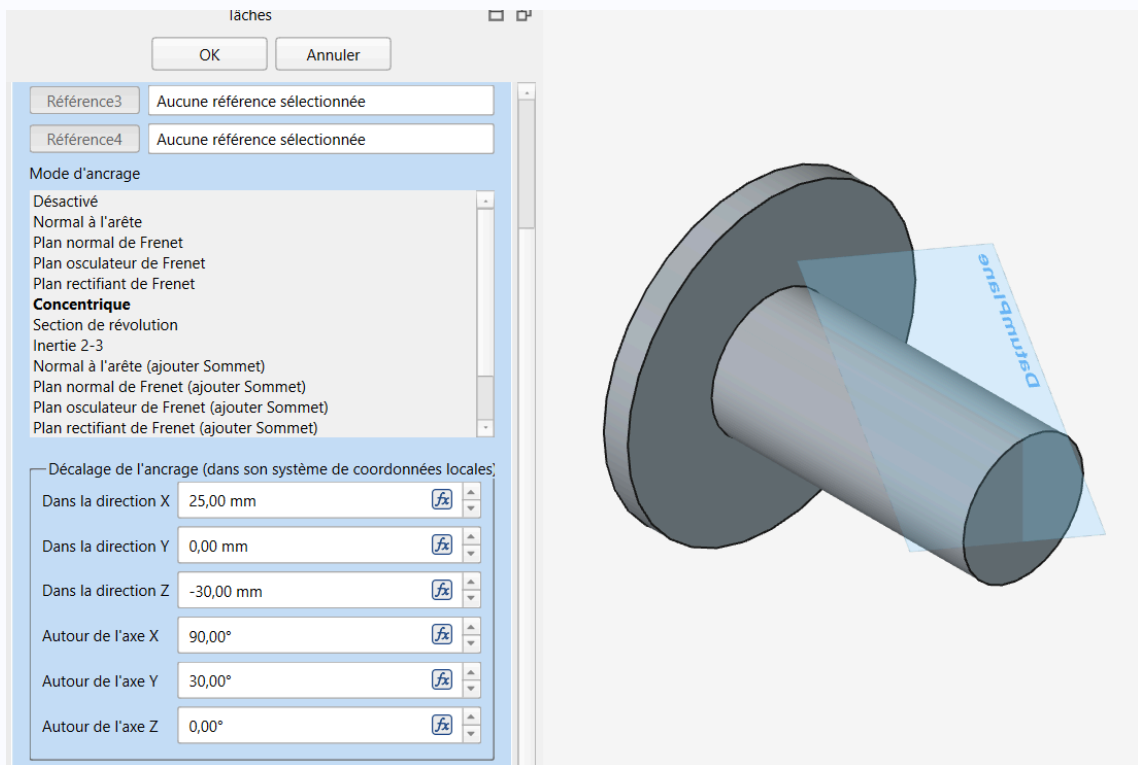 Tâches
OK Annuler
Référence3 Aucune référence sélectionnée
Référence4 Aucune référence sélectionnée
Mode d'ancrage
Désactivé
Normal à l'arête
Plan normal de Frenet
Plan osculateur de Frenet
Plan rectifiant de Frenet
Concentrique
Section de révolution
Inertie 2-3
Normal à l'arête (ajouter Sommet)
Plan normal de Frenet (ajouter Sommet)
Plan osculateur de Frenet (ajouter Sommet)
Plan rectifiant de Frenet (ajouter Sommet)
Décalage de l'ancrage (dans son système de coordonnées locales)
Dans la direction X 25,00 mm fx
Dans la direction Y 0,00 mm fx
Dans la direction Z -30,00 mm fx
Autour de l'axe X 90,00° fx
Autour de l'axe Y 30,00° fx
Autour de l'axe Z 0,00° fx
DatumPlane